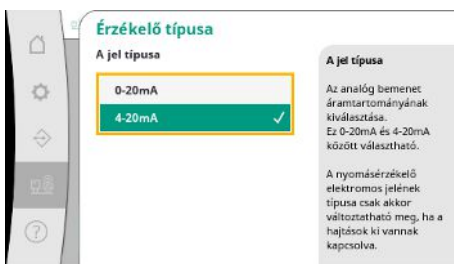 Érzékelő típusa
A jel típusa
0-20mA
4-20mA
A jel típusa
Az analóg bemenet
áramtartományának
kiválasztása.
Ez 0-20mA és 4-20mA
között választható.
A nyomásérzékelő
elektromos jelének
típusa csak akkor
változtatható meg, ha a
hajtások ki vannak
kapcsolva.